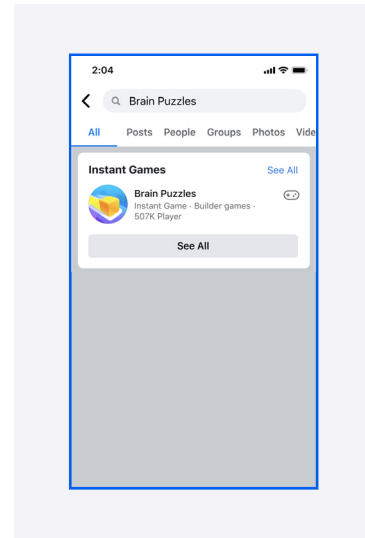 2:04
Brain Puzzles
All Posts People Groups Photos Vide
Instant Games See All
Brain Puzzles
Instant Game · Builder games ·
507K Player
See All